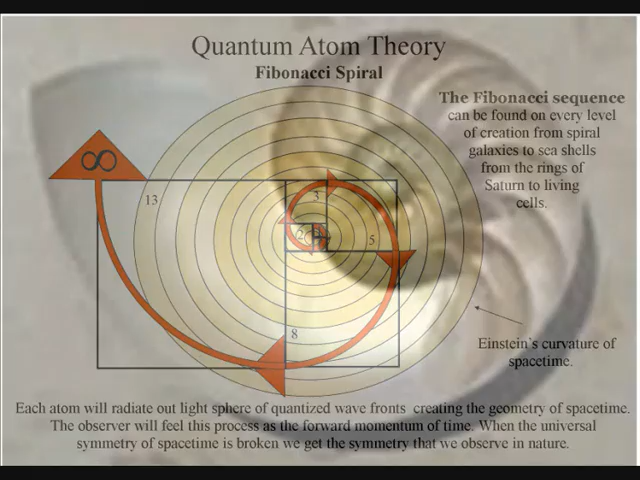 Quantum Atom Theory
Fibonacci Spiral
The Fibonacci sequence
can be found on every level
of creation from spiral
galaxies to sea shells
from the rings of
Saturn to living
cells.
∞
13
3
2
5
8
Einstein's curvature of
spacetime.
Each atom will radiate out light sphere of quantized wave fronts creating the geometry of spacetime.
The observer will feel this process as the forward momentum of time. When the universal
symmetry of spacetime is broken we get the symmetry that we observe in nature.